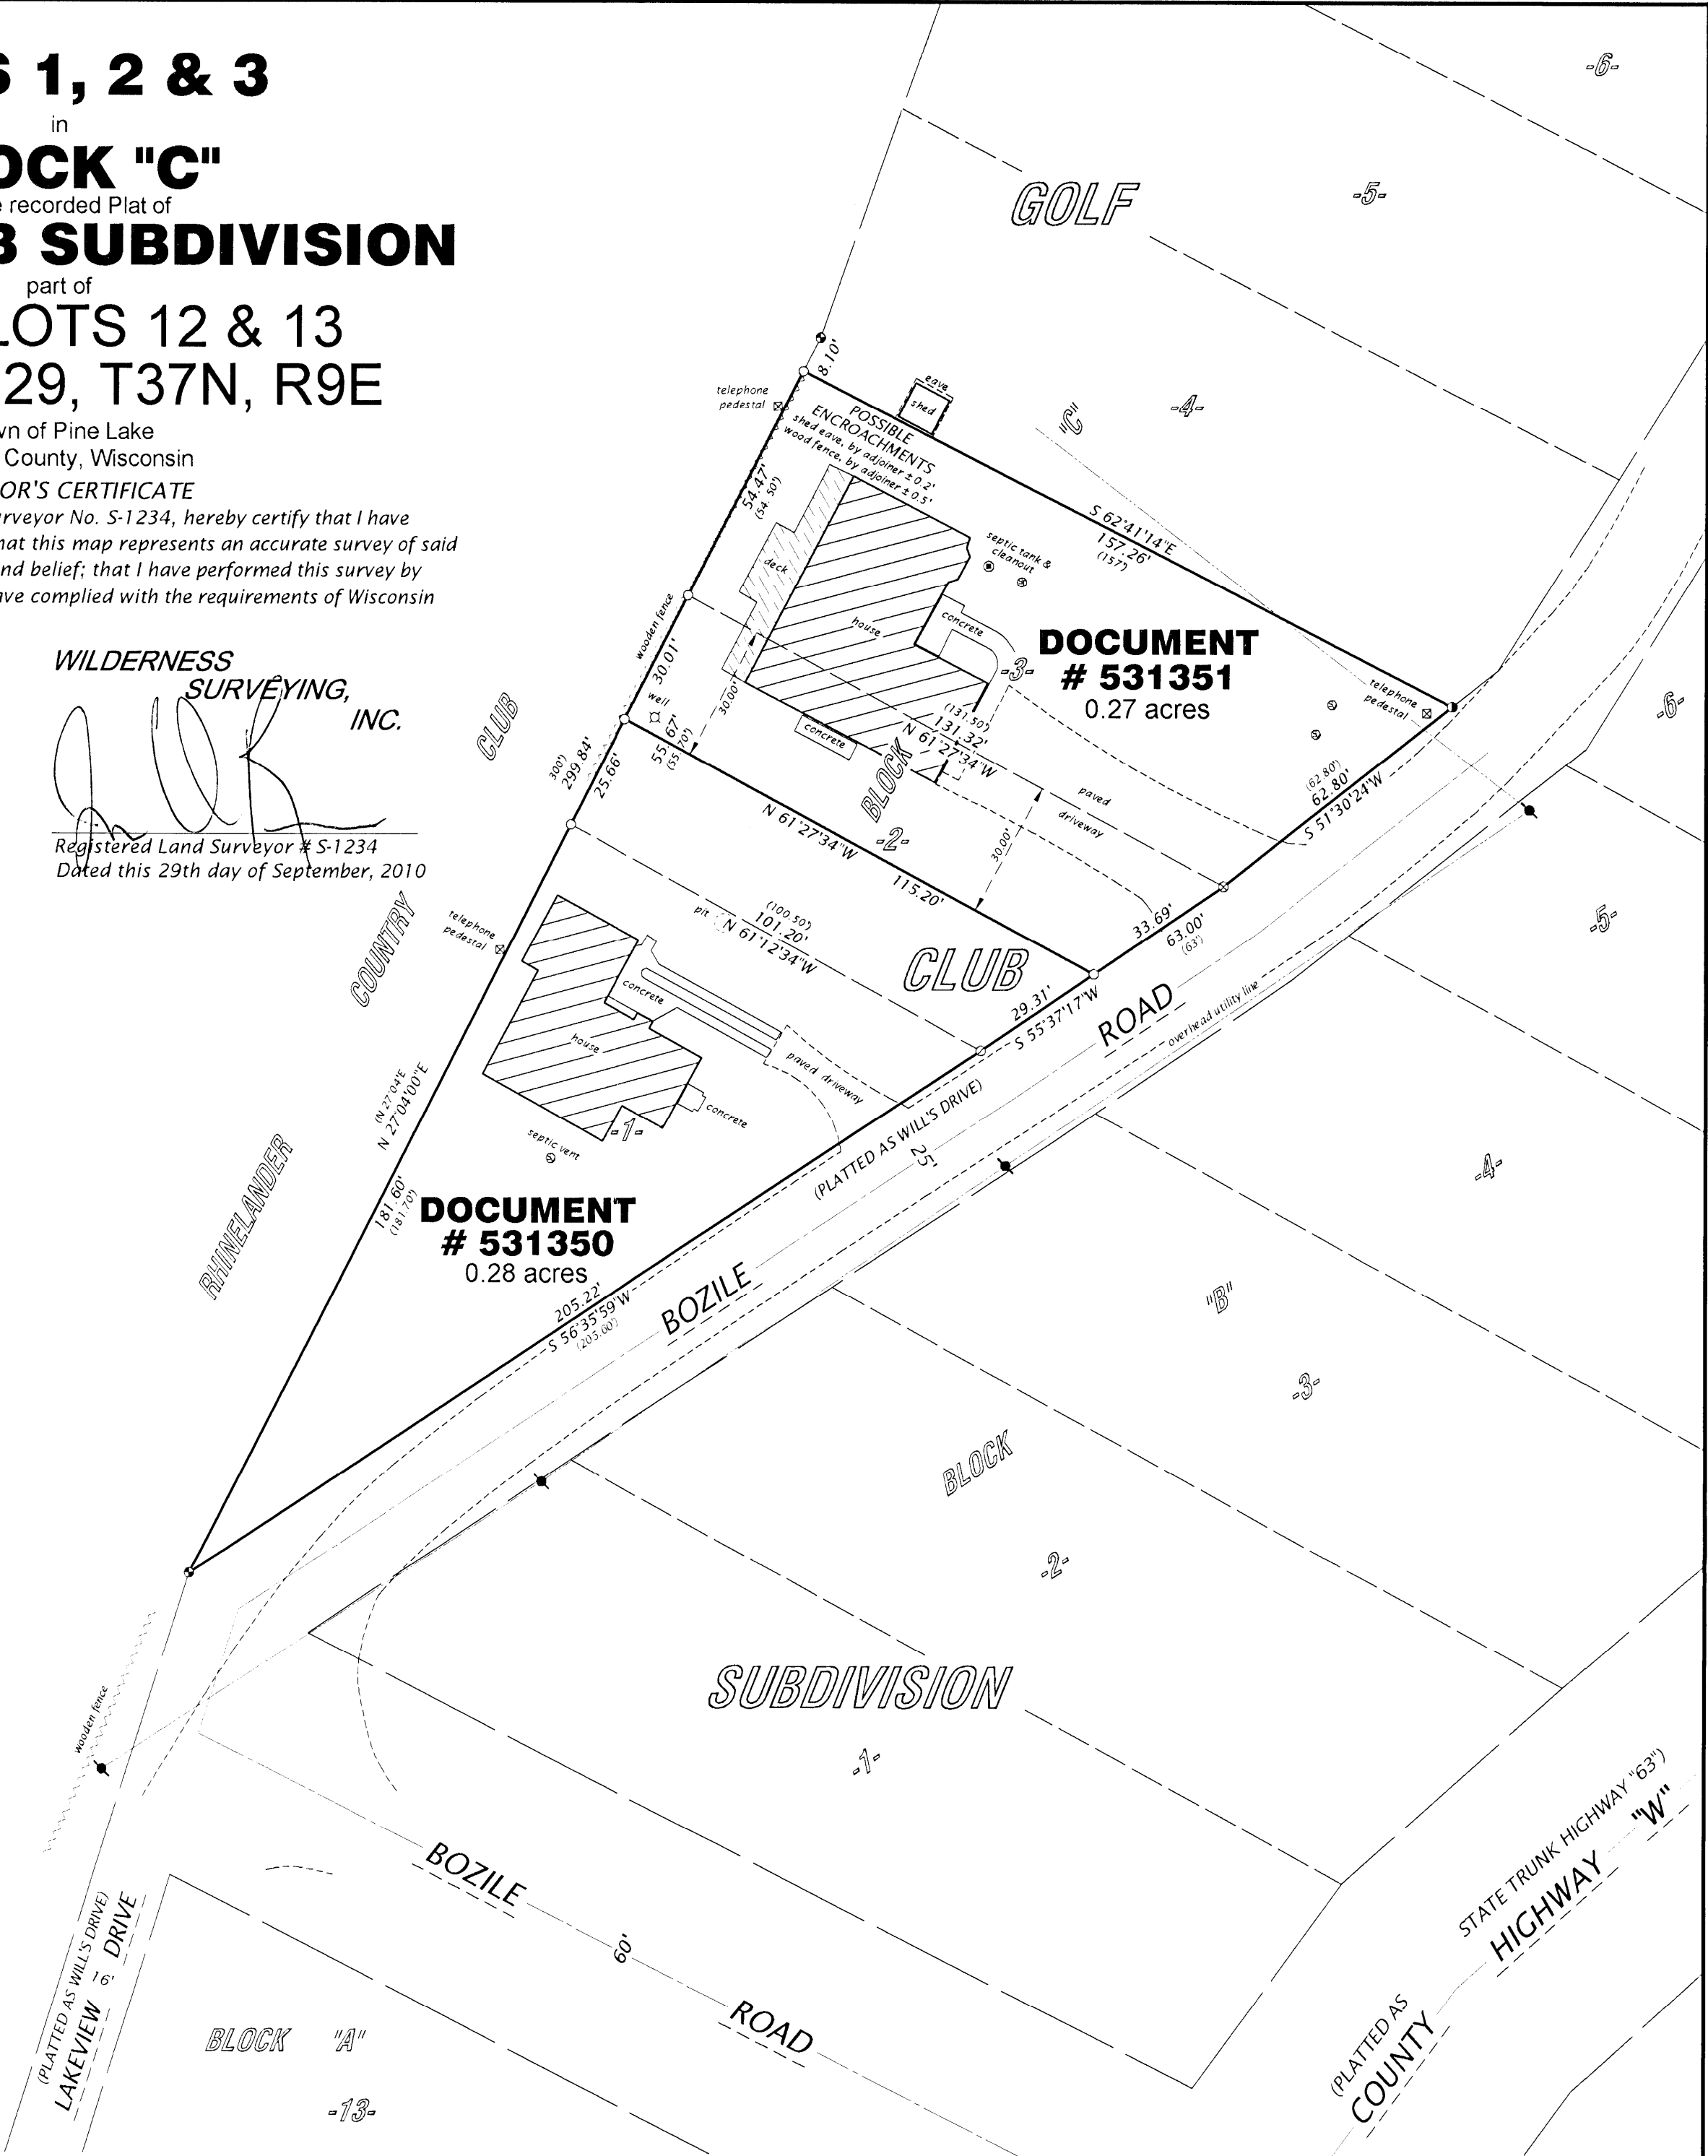 1, 2 & 3
in
OCK "C"
recorded Plat of
B SUBDIVISION
part of
LOTS 12 & 13
29, T37N, R9E
wn of Pine Lake
County, Wisconsin
OR'S CERTIFICATE
rveyor No. S-1234, hereby certify that I have
hat this map represents an accurate survey of said
nd belief; that I have performed this survey by
ave complied with the requirements of Wisconsin
WILDERNESS
SURVEYING,
INC.
Registered Land Surveyor # S-1234
Dated this 29th day of September, 2010
-6-
-5-
GOLF
8.10'
telephone
pedestal
eave
shed
"C"
-4-
POSSIBLE
ENCROACHMENTS
shed eave, by adjoiner ± 0.2'
wood fence, by adjoiner ± 0.5'
54.47'
(54.50')
S 62°41'14"E
157.26'
(157')
septic tank &
cleanout
deck
house
concrete
concrete
wooden fence
30.01'
30.00'
well
55.67'
(55.70')
-3-
DOCUMENT
# 531351
0.27 acres
telephone
pedestal
-6-
(131.50')
131.32'
N 61°27'34"W
CLUB
300')
299.84'
25.66'
BLOCK
-2-
N 61°27'34"W
115.20'
30.00'
paved
driveway
(62.80')
62.80'
S 51°30'24"W
33.69'
63.00'
(63')
-5-
COUNTRY
telephone
pedestal
pit
(100.50')
101.20'
N 61°12'34"W
CLUB
29.31'
S 55°37'17"W
ROAD
overhead utility line
concrete
house
paved driveway
concrete
-1-
septic vent
(PLATTED AS WILL'S DRIVE)
25'
-4-
(N 27°04'E
N 27°04'00"E
RHINELANDER
181.60'
(181.70')
DOCUMENT
# 531350
0.28 acres
205.22'
S 56°35'59"W
(205.60')
BOZILE
"B"
-3-
BLOCK
-2-
SUBDIVISION
-1-
wooden fence
BOZILE
60'
ROAD
STATE TRUNK HIGHWAY "63")
HIGHWAY "W"
(PLATTED AS
COUNTY
(PLATTED AS WILL'S DRIVE)
LAKEVIEW 16' DRIVE
BLOCK "A"
-13-